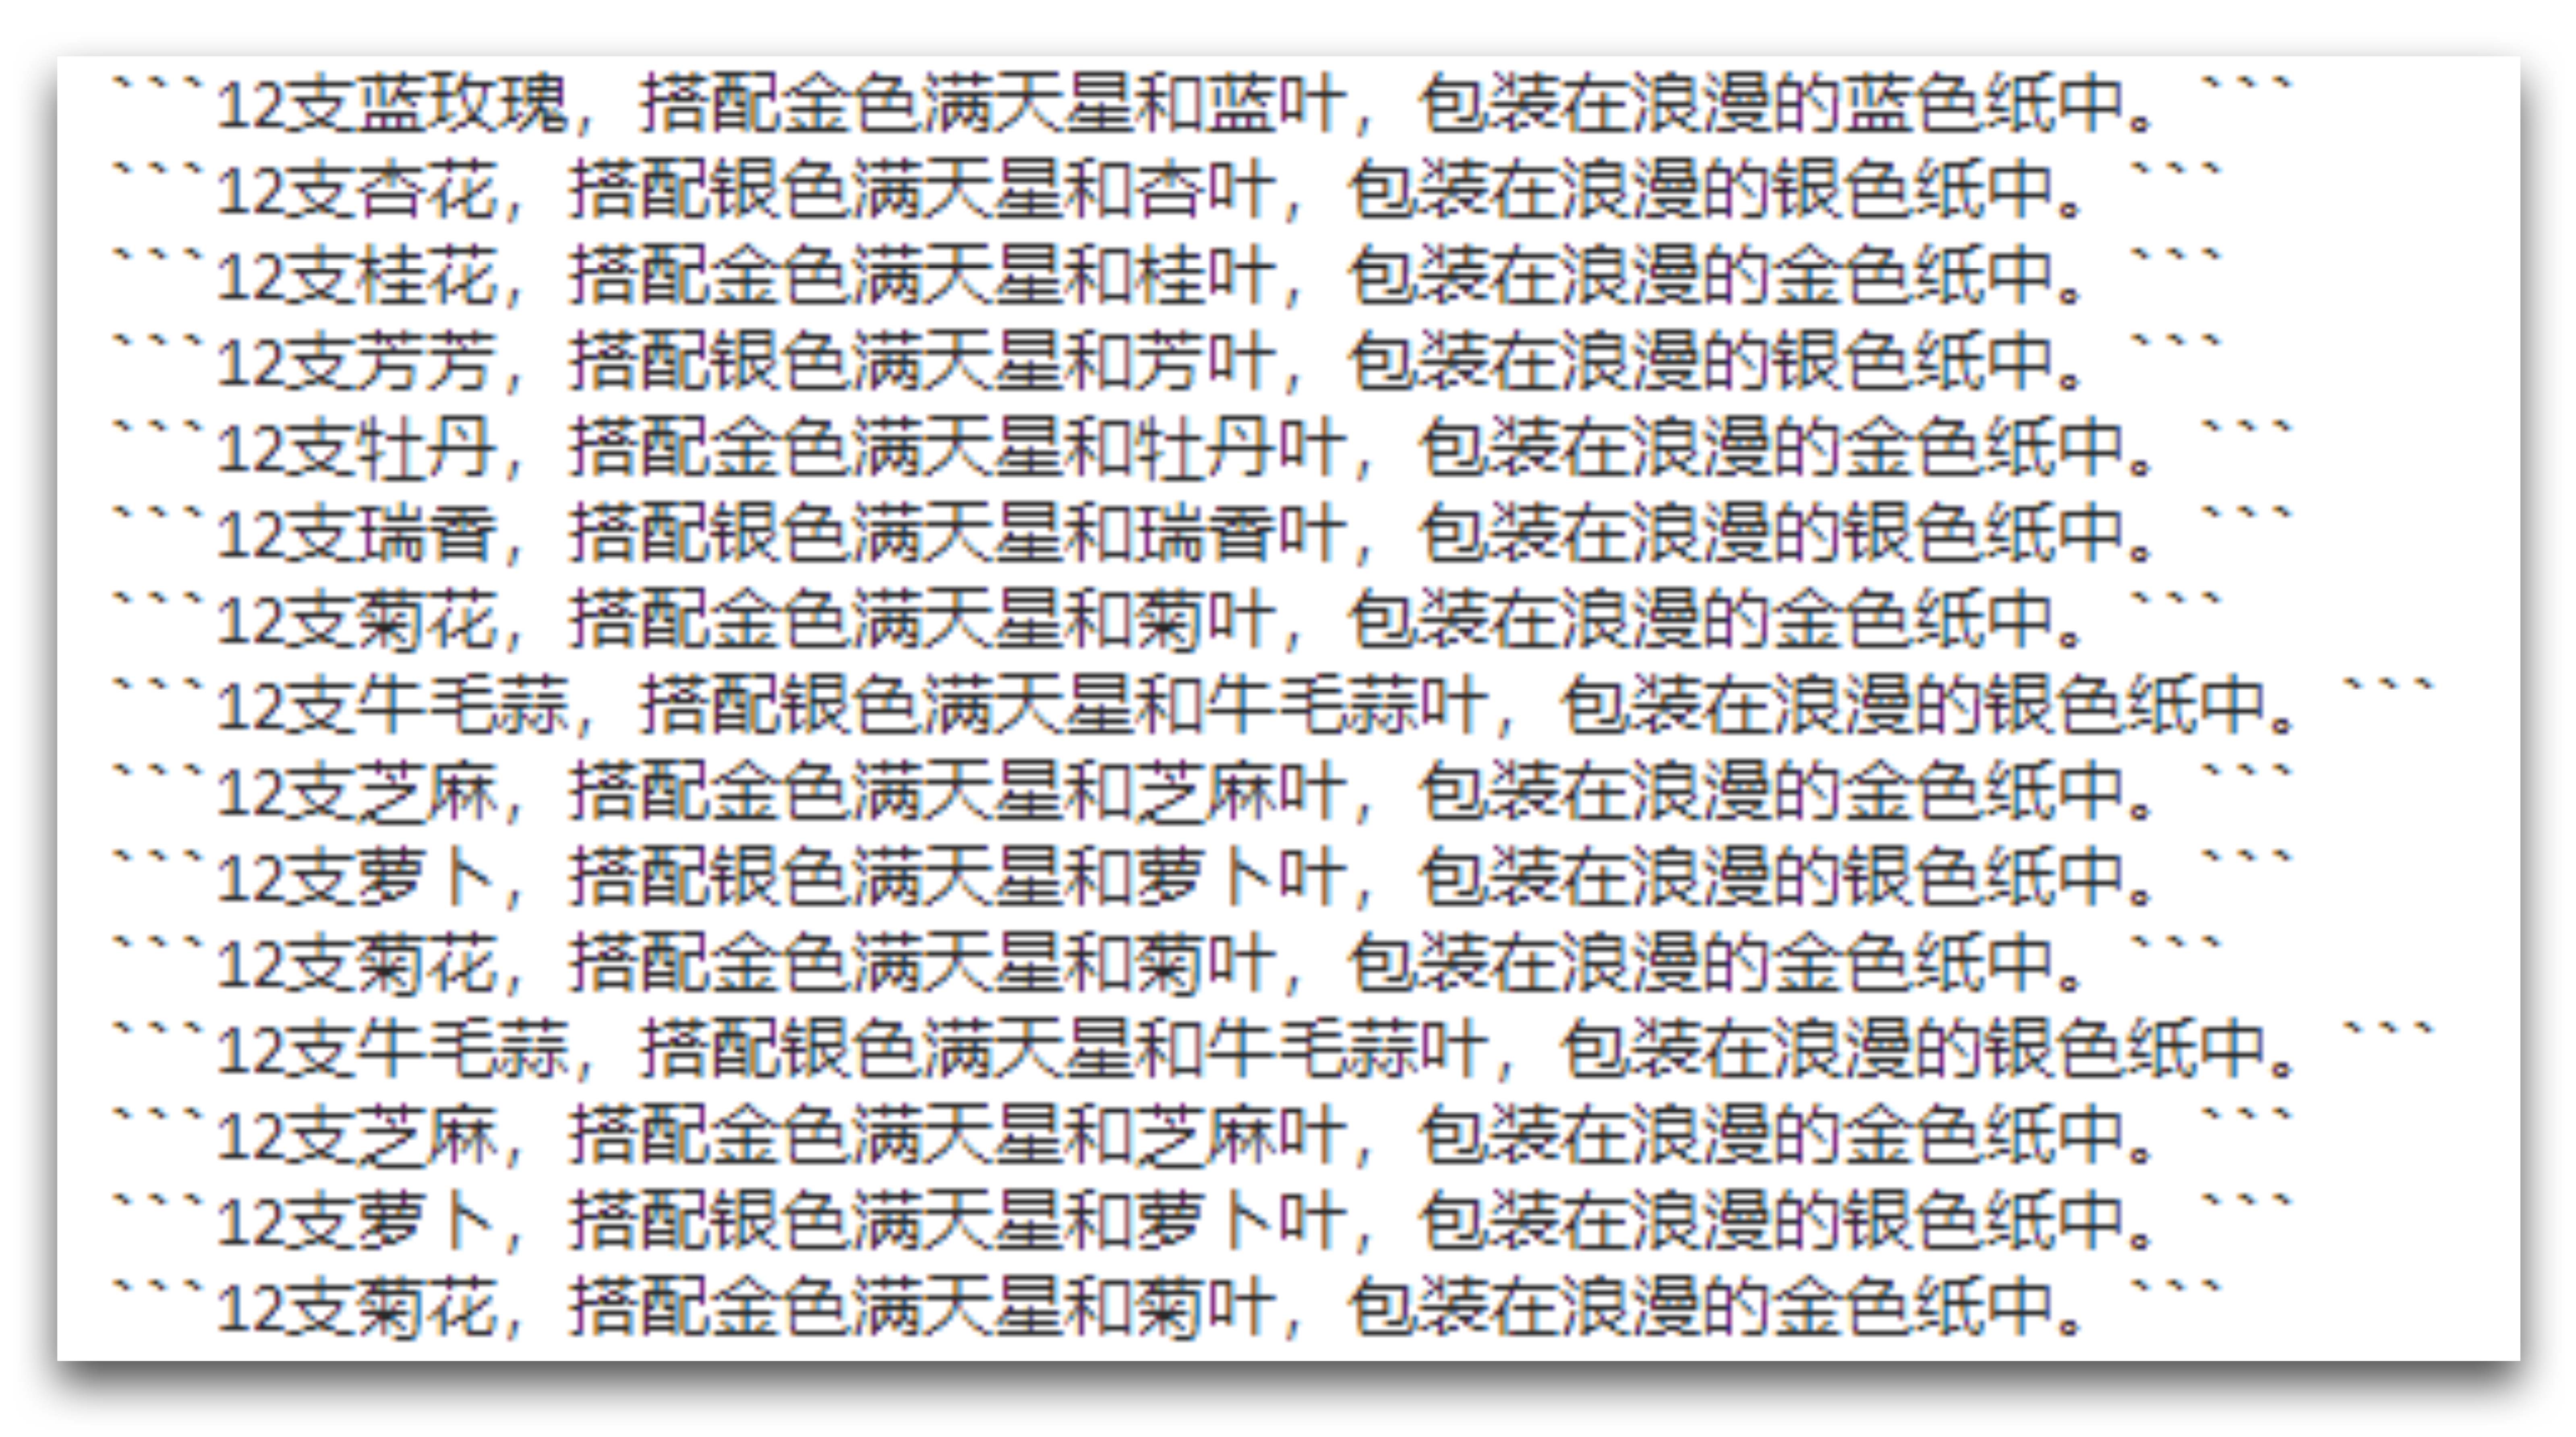 ```12支蓝玫瑰，搭配金色满天星和蓝叶，包装在浪漫的蓝色纸中。```
```12支杏花，搭配银色满天星和杏叶，包装在浪漫的银色纸中。```
```12支桂花，搭配金色满天星和桂叶，包装在浪漫的金色纸中。```
```12支芳芳，搭配银色满天星和芳叶，包装在浪漫的银色纸中。```
```12支牡丹，搭配金色满天星和牡丹叶，包装在浪漫的金色纸中。```
```12支瑞香，搭配银色满天星和瑞香叶，包装在浪漫的银色纸中。```
```12支菊花，搭配金色满天星和菊叶，包装在浪漫的金色纸中。```
```12支牛毛蒜，搭配银色满天星和牛毛蒜叶，包装在浪漫的银色纸中。```
```12支芝麻，搭配金色满天星和芝麻叶，包装在浪漫的金色纸中。```
```12支萝卜，搭配银色满天星和萝卜叶，包装在浪漫的银色纸中。```
```12支菊花，搭配金色满天星和菊叶，包装在浪漫的金色纸中。```
```12支牛毛蒜，搭配银色满天星和牛毛蒜叶，包装在浪漫的银色纸中。```
```12支芝麻，搭配金色满天星和芝麻叶，包装在浪漫的金色纸中。```
```12支萝卜，搭配银色满天星和萝卜叶，包装在浪漫的银色纸中。```
```12支菊花，搭配金色满天星和菊叶，包装在浪漫的金色纸中。```